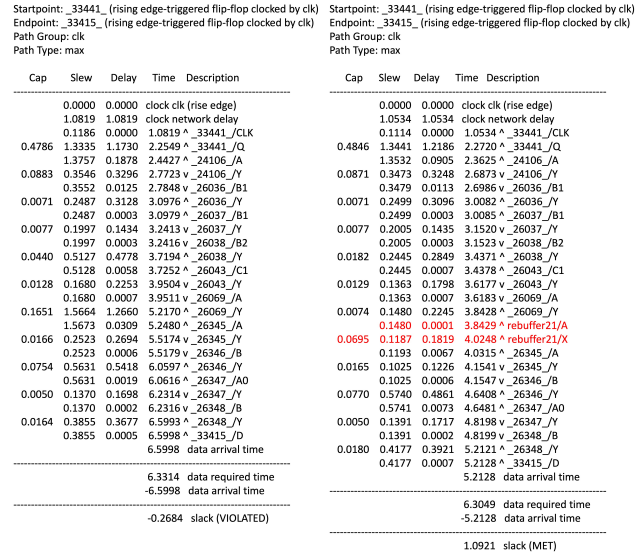 Startpoint: _33441_ (rising edge-triggered flip-flop clocked by clk)
Endpoint: _33415_ (rising edge-triggered flip-flop clocked by clk)
Path Group: clk
Path Type: max
Cap Slew Delay Time Description
0.0000 0.0000 clock clk (rise edge)
1.0819 1.0819 clock network delay
0.1186 0.0000 1.0819 ^ _33441_/CLK
0.4786 1.3335 1.1730 2.2549 ^ _33441_/Q
1.3757 0.1878 2.4427 ^ _24106_/A
0.0883 0.3546 0.3296 2.7723 v _24106_/Y
0.3552 0.0125 2.7848 v _26036_/B1
0.0071 0.2487 0.3128 3.0976 ^ _26036_/Y
0.2487 0.0003 3.0979 ^ _26037_/B1
0.0077 0.1997 0.1434 3.2413 v _26037_/Y
0.1997 0.0003 3.2416 v _26038_/B2
0.0440 0.5127 0.4778 3.7194 ^ _26038_/Y
0.5128 0.0058 3.7252 ^ _26043_/C1
0.0128 0.1680 0.2253 3.9504 v _26043_/Y
0.1680 0.0007 3.9511 v _26069_/A
0.1651 1.5664 1.2660 5.2170 ^ _26069_/Y
1.5673 0.0309 5.2480 ^ _26345_/A
0.0166 0.2523 0.2694 5.5174 v _26345_/Y
0.2523 0.0006 5.5179 v _26346_/B
0.0754 0.5631 0.5418 6.0597 ^ _26346_/Y
0.5631 0.0019 6.0616 ^ _26347_/A0
0.0050 0.1370 0.1698 6.2314 v _26347_/Y
0.1370 0.0002 6.2316 v _26348_/B
0.0164 0.3855 0.3677 6.5993 ^ _26348_/Y
0.3855 0.0005 6.5998 ^ _33415_/D
6.5998 data arrival time
6.3314 data required time
-6.5998 data arrival time
-0.2684 slack (VIOLATED)
Startpoint: _33441_ (rising edge-triggered flip-flop clocked by clk)
Endpoint: _33415_ (rising edge-triggered flip-flop clocked by clk)
Path Group: clk
Path Type: max
Cap Slew Delay Time Description
0.0000 0.0000 clock clk (rise edge)
1.0534 1.0534 clock network delay
0.1114 0.0000 1.0534 ^ _33441_/CLK
0.4846 1.3441 1.2186 2.2720 ^ _33441_/Q
1.3532 0.0905 2.3625 ^ _24106_/A
0.0871 0.3473 0.3248 2.6873 v _24106_/Y
0.3479 0.0113 2.6986 v _26036_/B1
0.0071 0.2499 0.3096 3.0082 ^ _26036_/Y
0.2499 0.0003 3.0085 ^ _26037_/B1
0.0077 0.2005 0.1435 3.1520 v _26037_/Y
0.2005 0.0003 3.1523 v _26038_/B2
0.0182 0.2445 0.2849 3.4371 ^ _26038_/Y
0.2445 0.0007 3.4378 ^ _26043_/C1
0.0129 0.1363 0.1798 3.6177 v _26043_/Y
0.1363 0.0007 3.6183 v _26069_/A
0.0074 0.1480 0.2245 3.8428 ^ _26069_/Y
0.1480 0.0001 3.8429 ^ rebuffer21/A
0.0695 0.1187 0.1819 4.0248 ^ rebuffer21/X
0.1193 0.0067 4.0315 ^ _26345_/A
0.0165 0.1025 0.1226 4.1541 v _26345_/Y
0.1025 0.0006 4.1547 v _26346_/B
0.0770 0.5740 0.4861 4.6408 ^ _26346_/Y
0.5741 0.0073 4.6481 ^ _26347_/A0
0.0050 0.1391 0.1717 4.8198 v _26347_/Y
0.1391 0.0002 4.8199 v _26348_/B
0.0180 0.4177 0.3921 5.2121 ^ _26348_/Y
0.4177 0.0007 5.2128 ^ _33415_/D
5.2128 data arrival time
6.3049 data required time
-5.2128 data arrival time
1.0921 slack (MET)